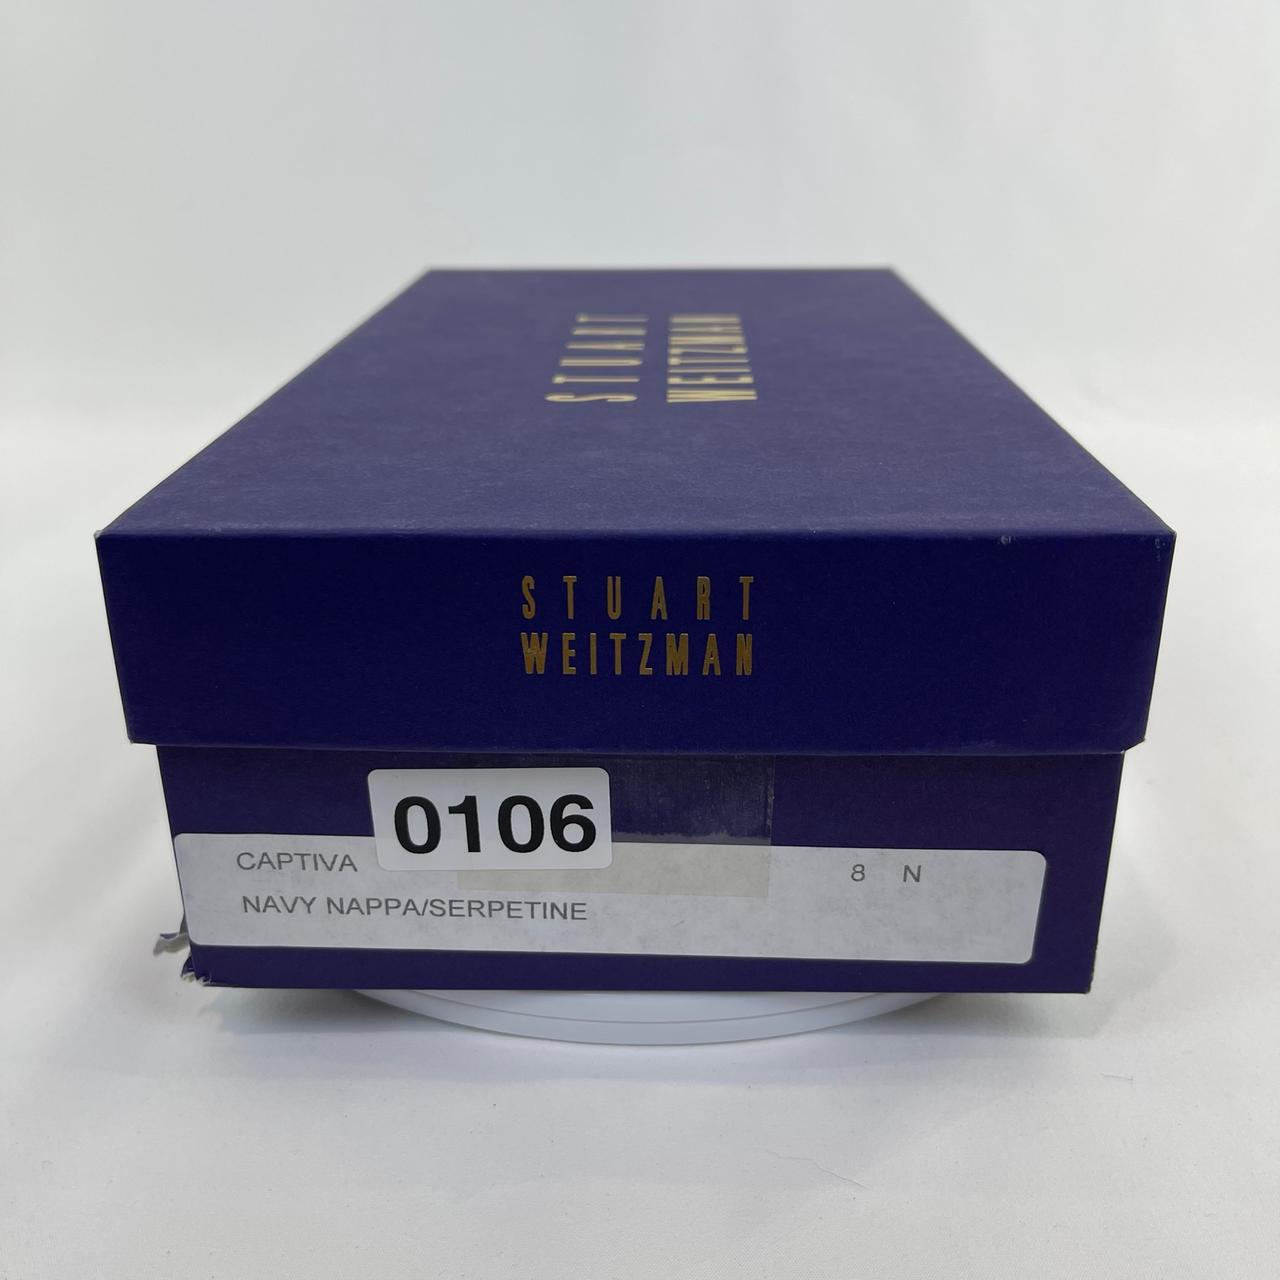 STUART
WEITZMAN
STUART
WEITZMAN
0106
CAPTIVA 8 N
NAVY NAPPA/SERPETINE